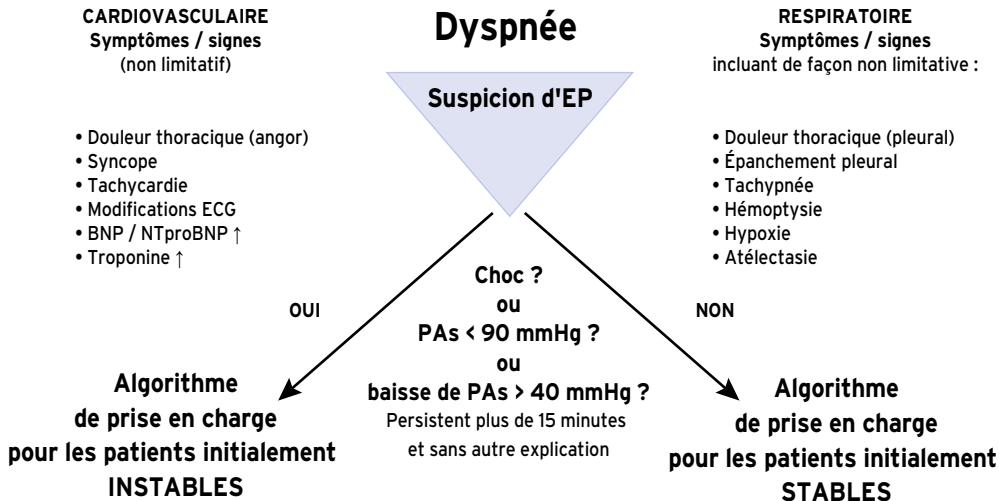 CARDIOVASCULAIRE
Symptômes / signes
(non limitatif)
• Douleur thoracique (angor)
• Syncope
• Tachycardie
• Modifications ECG
• BNP / NTproBNP ↑
• Troponine ↑
Dyspnée
Suspicion d'EP
RESPIRATOIRE
Symptômes / signes
incluant de façon non limitative :
• Douleur thoracique (pleural)
• Épanchement pleural
• Tachypnée
• Hémoptysie
• Hypoxie
• Atélectasie
Choc ?
ou
PAs < 90 mmHg ?
ou
baisse de PAs > 40 mmHg ?
Persistent plus de 15 minutes
et sans autre explication
OUI
Algorithme
de prise en charge
pour les patients initialement
INSTABLES
NON
Algorithme
de prise en charge
pour les patients initialement
STABLES